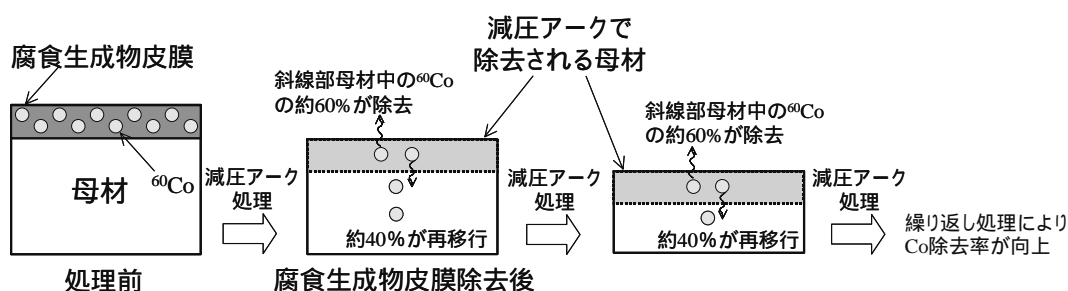 腐食生成物皮膜
母材
⁶⁰Co
処理前
減圧アーク
処理
斜線部母材中の⁶⁰Co
の約60%が除去
減圧アークで
除去される母材
約40%が再移行
腐食生成物皮膜除去後
減圧アーク
処理
斜線部母材中の⁶⁰Co
の約60%が除去
約40%が再移行
減圧アーク
処理
繰り返し処理により
Co除去率が向上